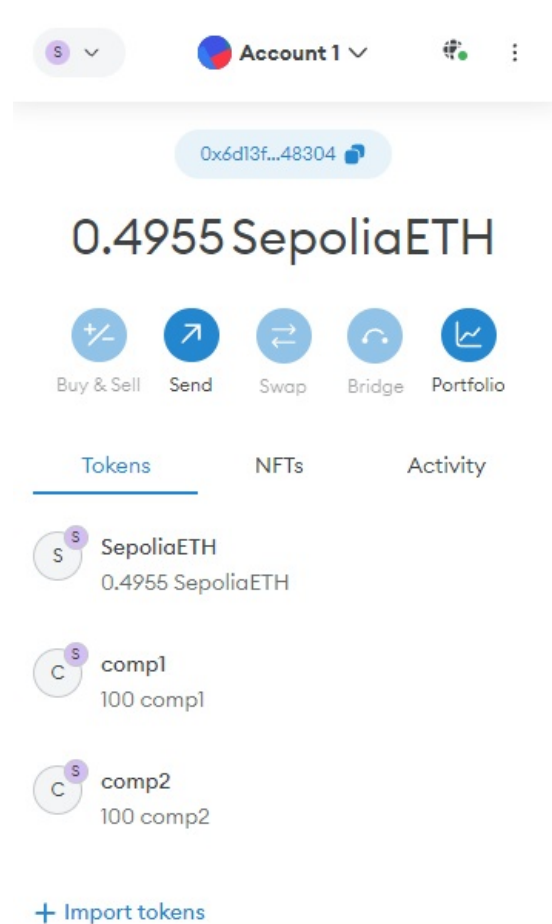 S Account 1
0x6d13f...48304
0.4955 SepoliaETH
Buy & Sell Send Swap Bridge Portfolio
Tokens NFTs Activity
S S SepoliaETH
0.4955 SepoliaETH
C S comp1
100 comp1
C S comp2
100 comp2
+ Import tokens